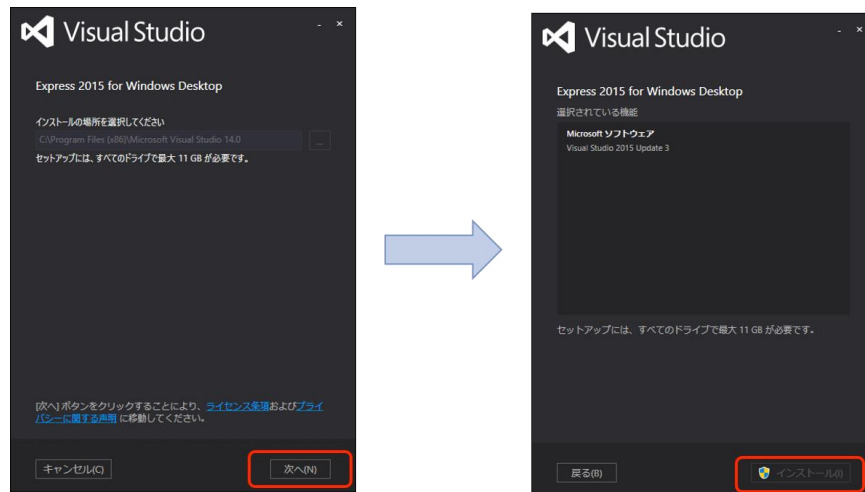 Visual Studio
Express 2015 for Windows Desktop
インストールの場所を選択してください
C:\Program Files (x86)\Microsoft Visual Studio 14.0
...
セットアップには、すべてのドライブで最大 11 GB が必要です。
[次へ] ボタンをクリックすることにより、ライセンス条項およびプライ
バシーに関する声明 に移動してください。
キャンセル(C)
次へ(N)
Visual Studio
Express 2015 for Windows Desktop
選択されている機能
Microsoft ソフトウェア
Visual Studio 2015 Update 3
セットアップには、すべてのドライブで最大 11 GB が必要です。
戻る(B)
インストール(I)